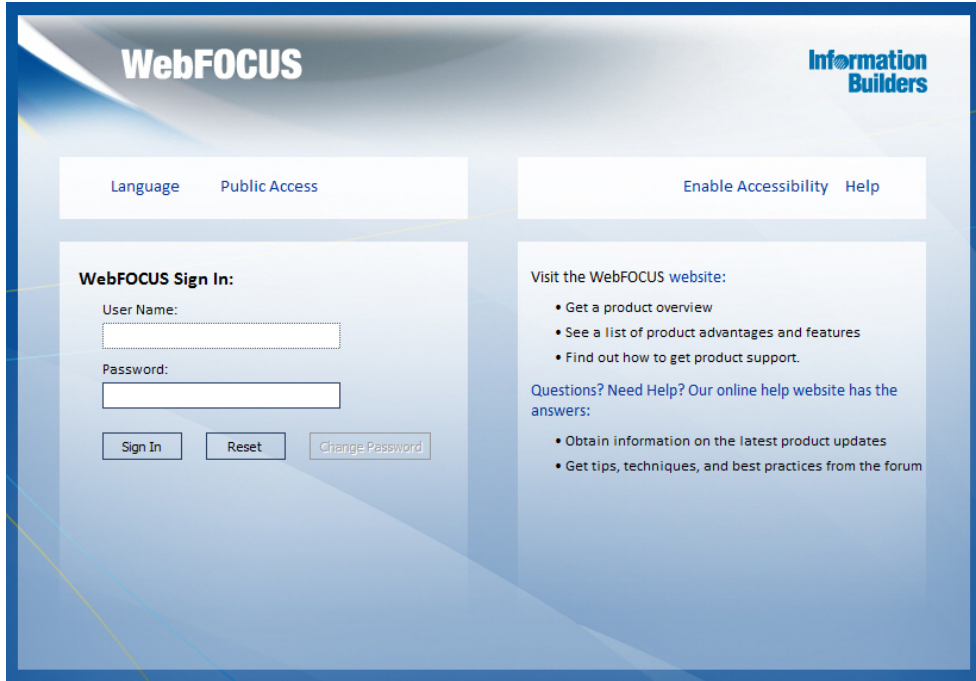 WebFOCUS
Information
Builders
Language Public Access
Enable Accessibility Help
WebFOCUS Sign In:
User Name:
Password:
Sign In Reset Change Password
Visit the WebFOCUS website:
• Get a product overview
• See a list of product advantages and features
• Find out how to get product support.
Questions? Need Help? Our online help website has the
answers:
• Obtain information on the latest product updates
• Get tips, techniques, and best practices from the forum